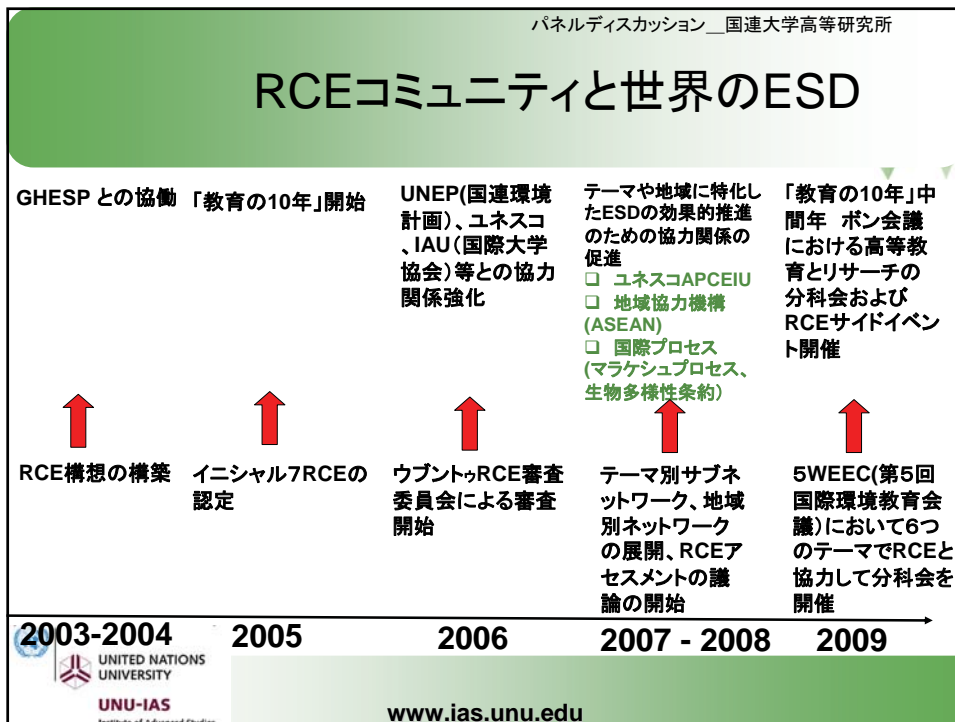 パネルディスカッション__国連大学高等研究所
RCEコミュニティと世界のESD
GHESP との協働
「教育の10年」開始
UNEP(国連環境
計画)、ユネスコ
、IAU(国際大学
協会)等との協力
関係強化
テーマや地域に特化し
たESDの効果的推進
のための協力関係の
促進
❑ ユネスコAPCEIU
❑ 地域協力機構
(ASEAN)
❑ 国際プロセス
(マラケシュプロセス、
生物多様性条約)
「教育の10年」中
間年 ボン会議
における高等教
育とリサーチの
分科会および
RCEサイドイベン
ト開催
RCE構想の構築
イニシャル7RCEの
認定
ウブントゥRCE審査
委員会による審査
開始
テーマ別サブネ
ットワーク、地域
別ネットワーク
の展開、RCEア
セスメントの議
論の開始
5WEEC(第5回
国際環境教育会
議)において6つ
のテーマでRCEと
協力して分科会を
開催
2003-2004
2005
2006
2007 - 2008
2009
UNITED NATIONS
UNIVERSITY
UNU-IAS
Institute of Advanced Studies
www.ias.unu.edu